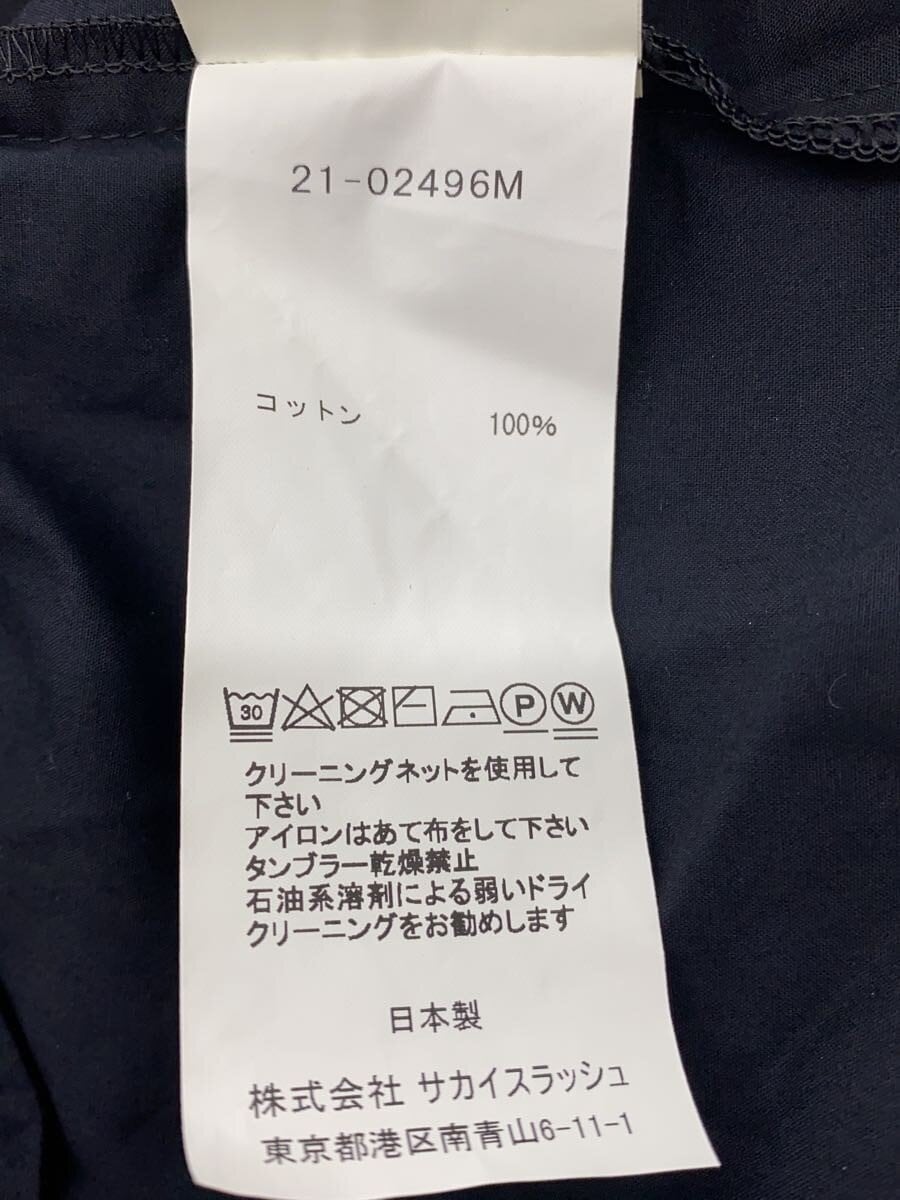 21-02496M
コットン 100%
30 P W
クリーニングネットを使用して
下さい
アイロンはあて布をして下さい
タンブラー乾燥禁止
石油系溶剤による弱いドライ
クリーニングをお勧めします
日本製
株式会社 サカイスラッシュ
東京都港区南青山6-11-1